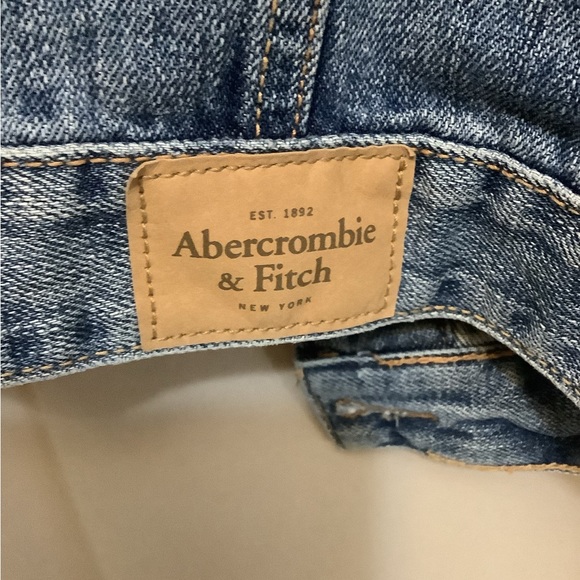 EST. 1892
Abercrombie
& Fitch
NEW YORK